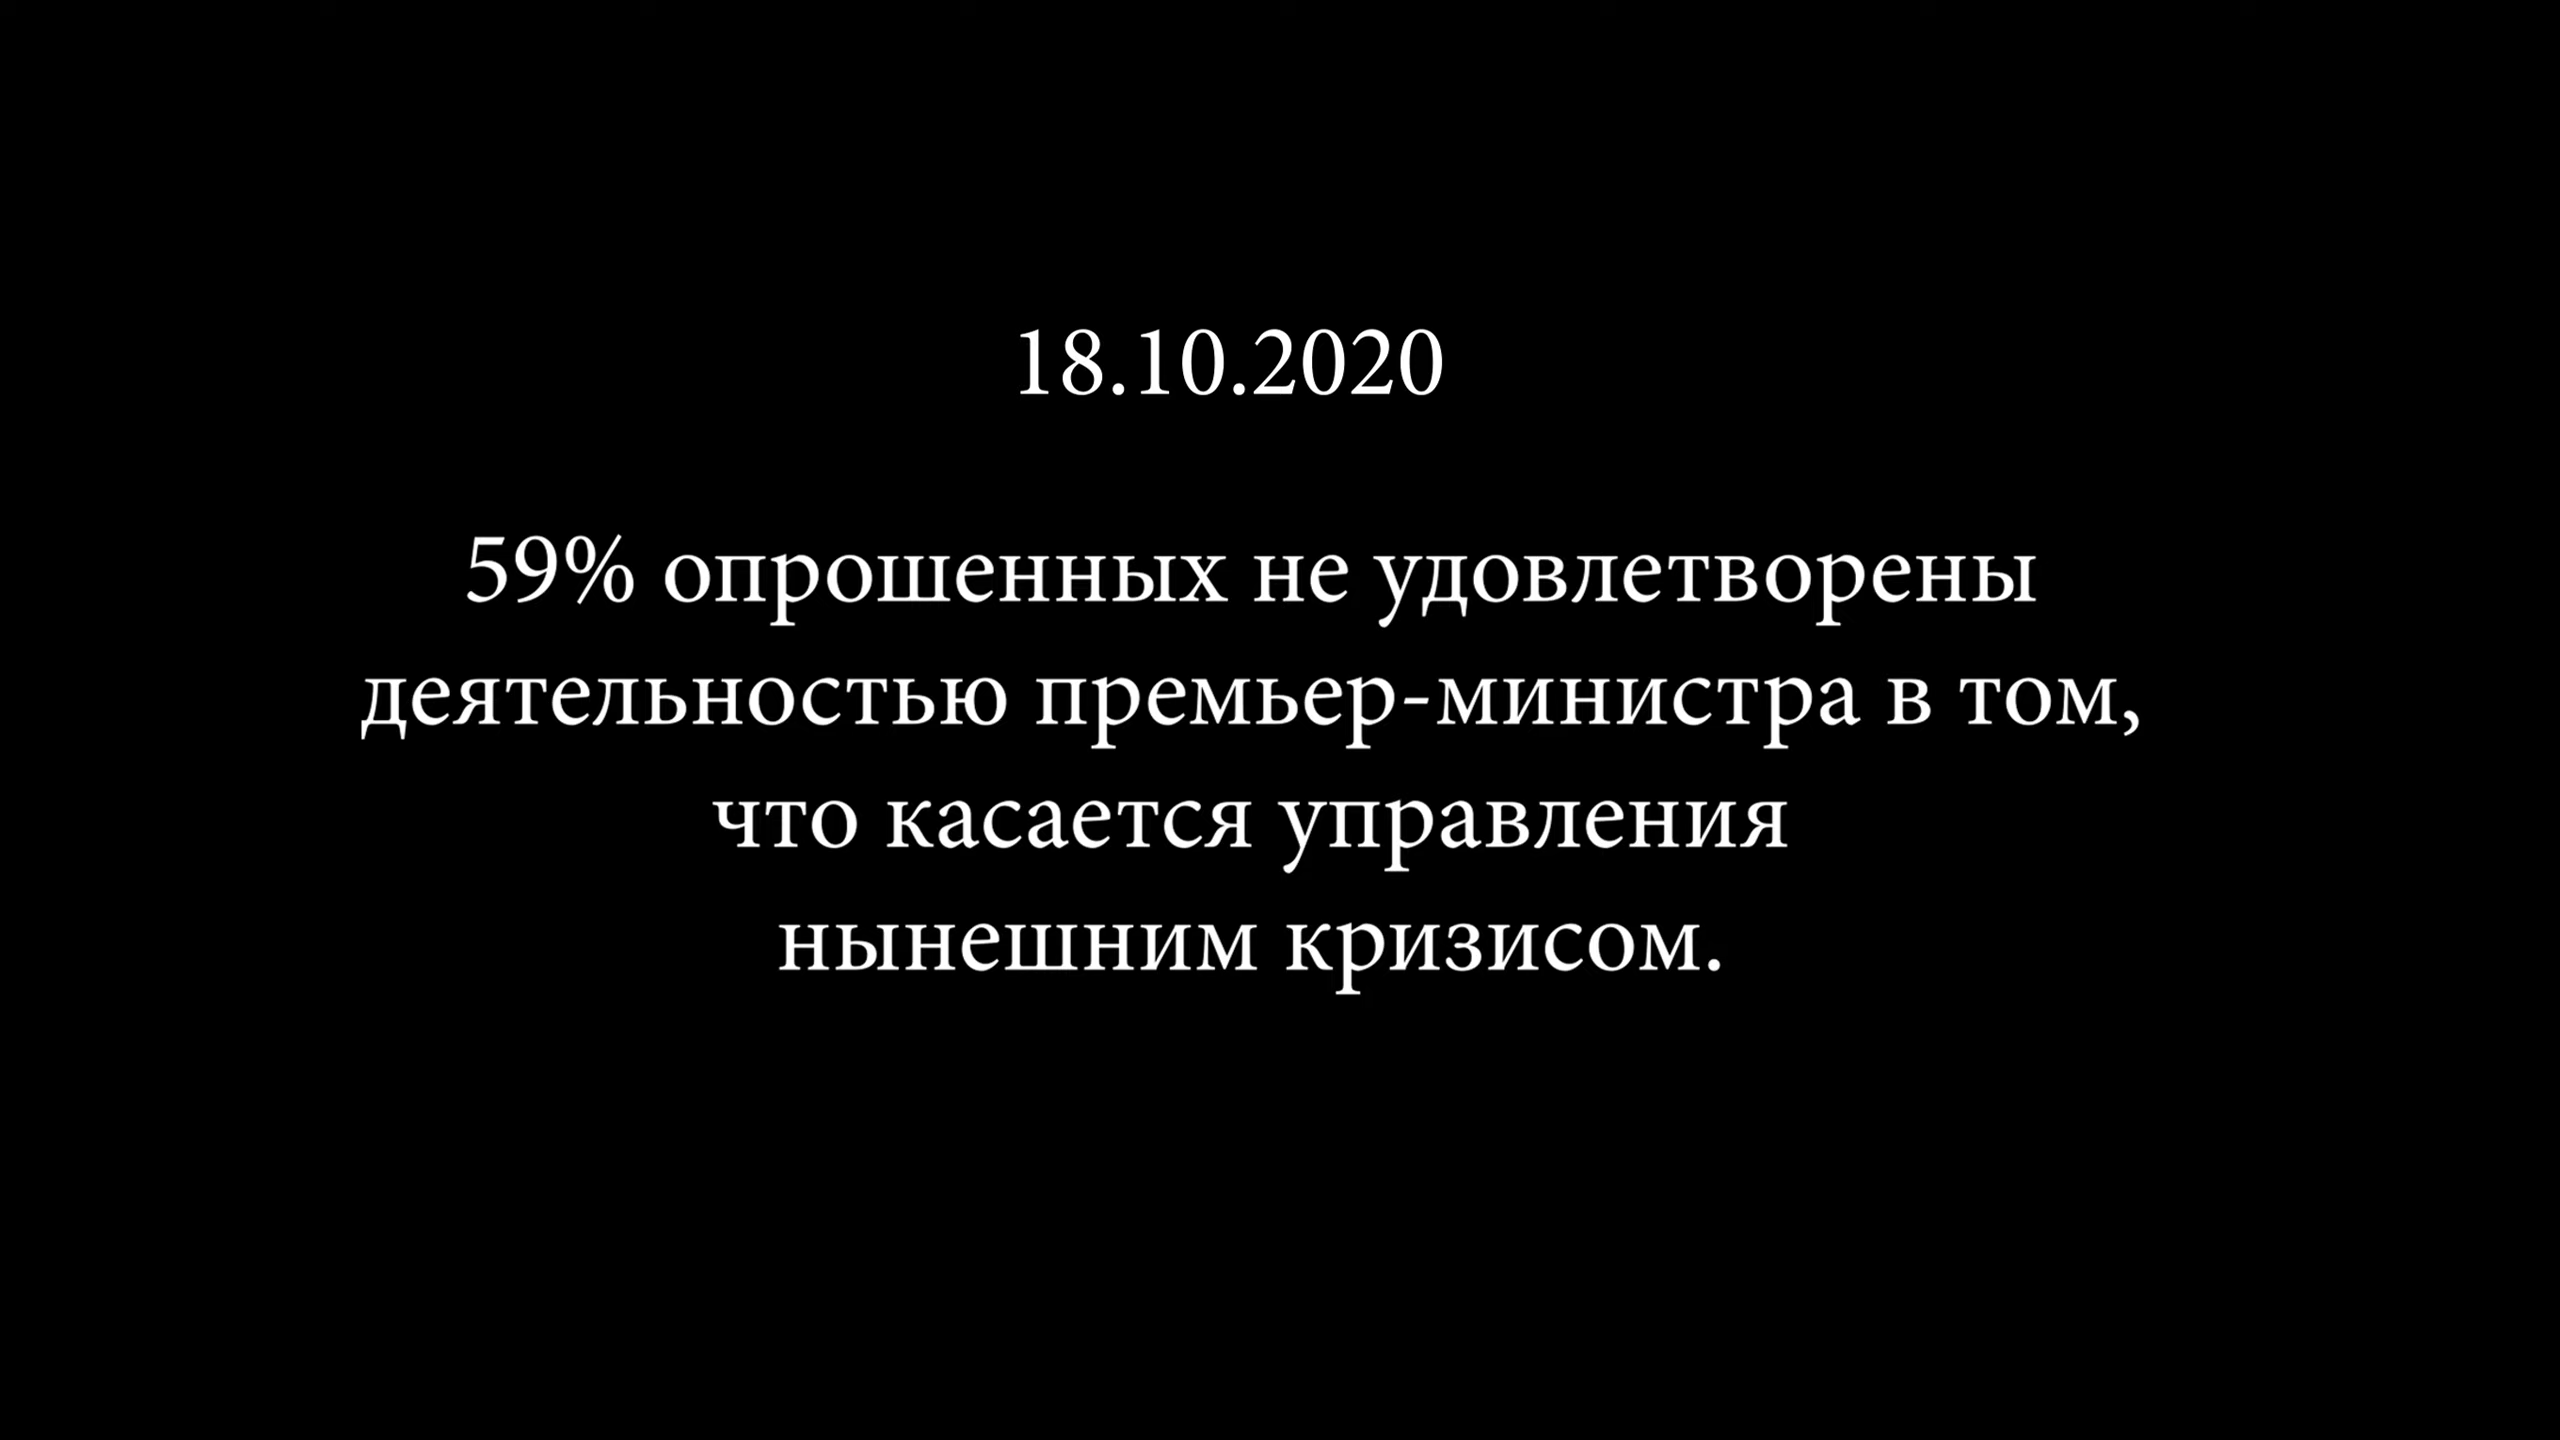 18.10.2020
59% опрошенных не удовлетворены
деятельностью премьер-министра в том,
что касается управления
нынешним кризисом.